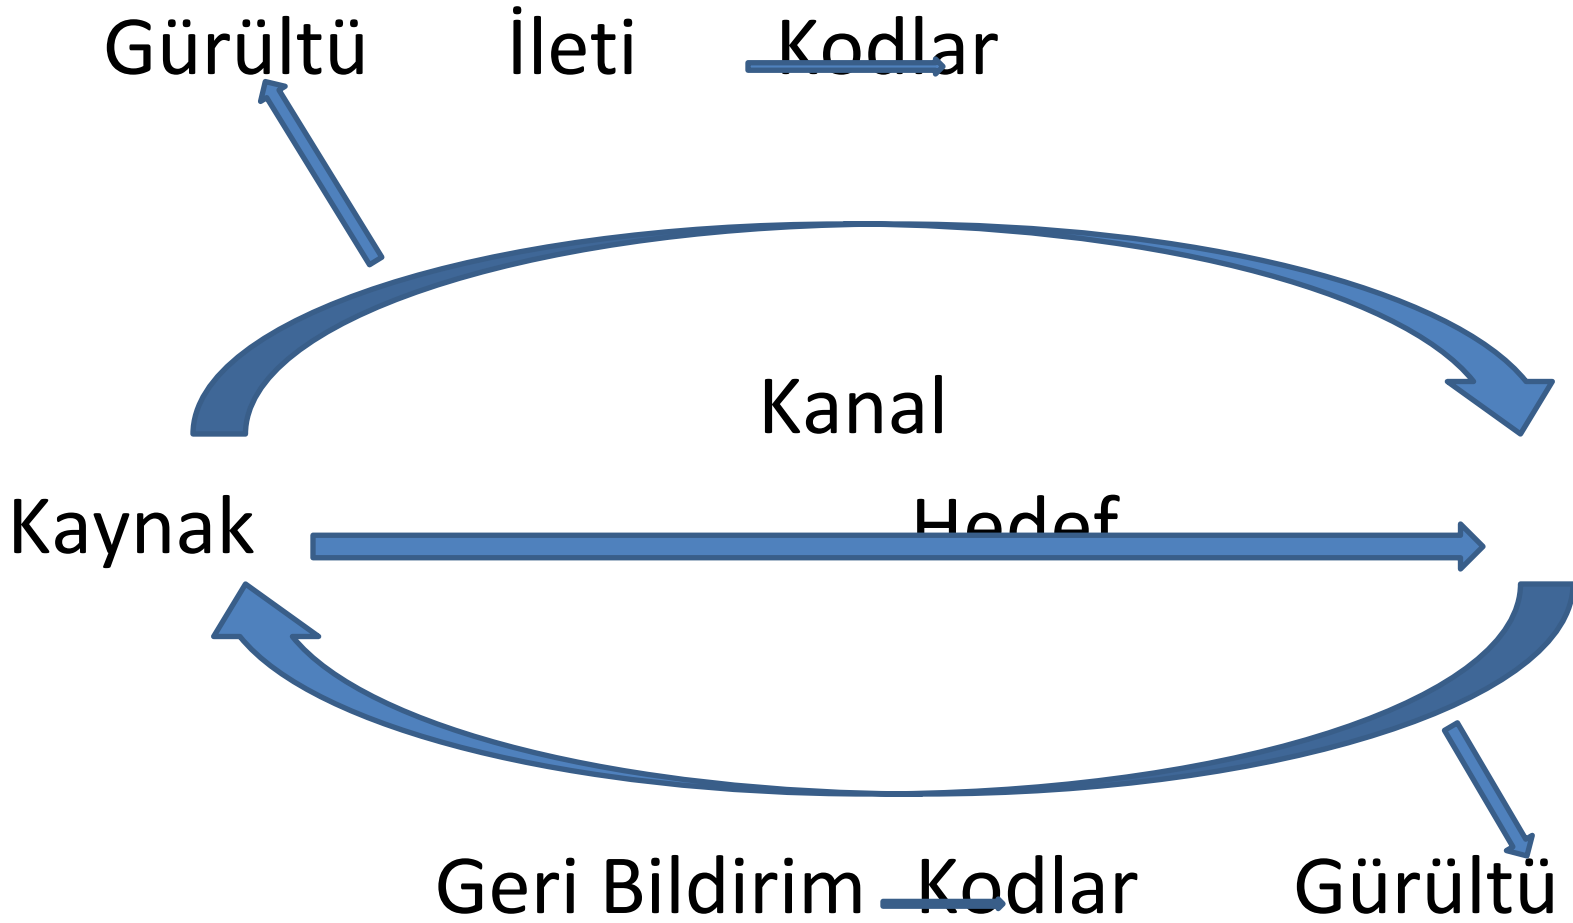 Gürültü İleti Kodlar
Kanal
Kaynak Hedef
Geri Bildirim Kodlar Gürültü